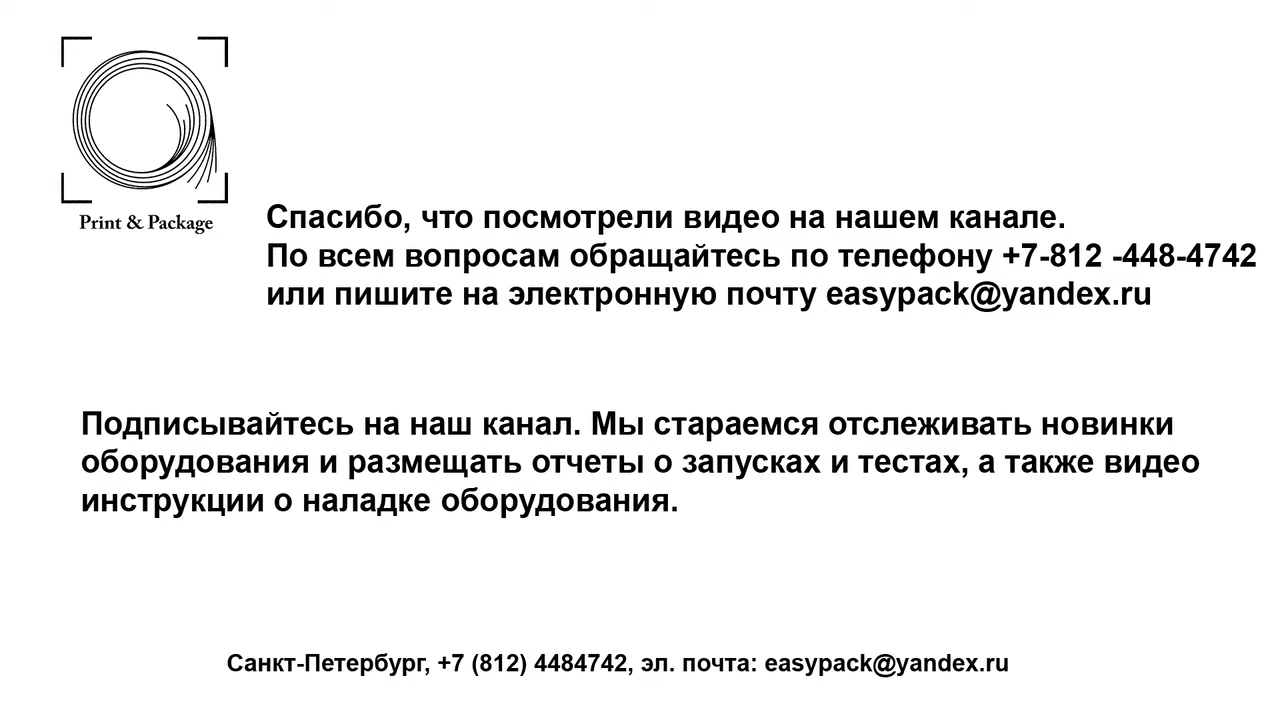 Print & Package
Спасибо, что посмотрели видео на нашем канале.
По всем вопросам обращайтесь по телефону +7-812 -448-4742
или пишите на электронную почту easypack@yandex.ru
Подписывайтесь на наш канал. Мы стараемся отслеживать новинки
оборудования и размещать отчеты о запусках и тестах, а также видео
инструкции о наладке оборудования.
Санкт-Петербург, +7 (812) 4484742, эл. почта: easypack@yandex.ru